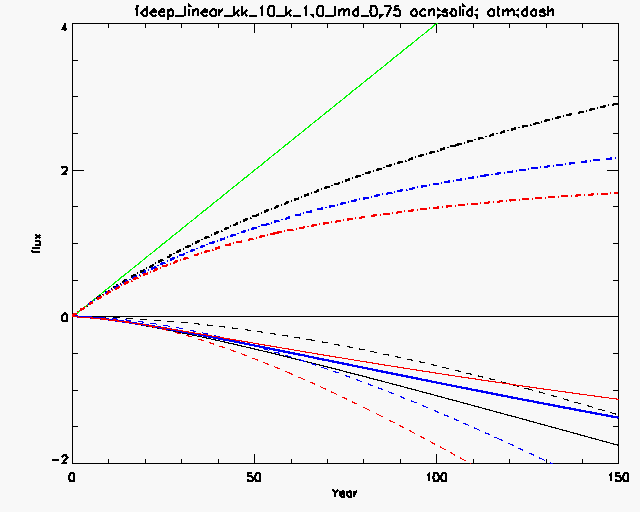 fdeep_linear_kk_10_k_1.0_lmd_0.75 ocn:solid; atm:dash
4
2
flux
0
-2
0 50 100 150
Year